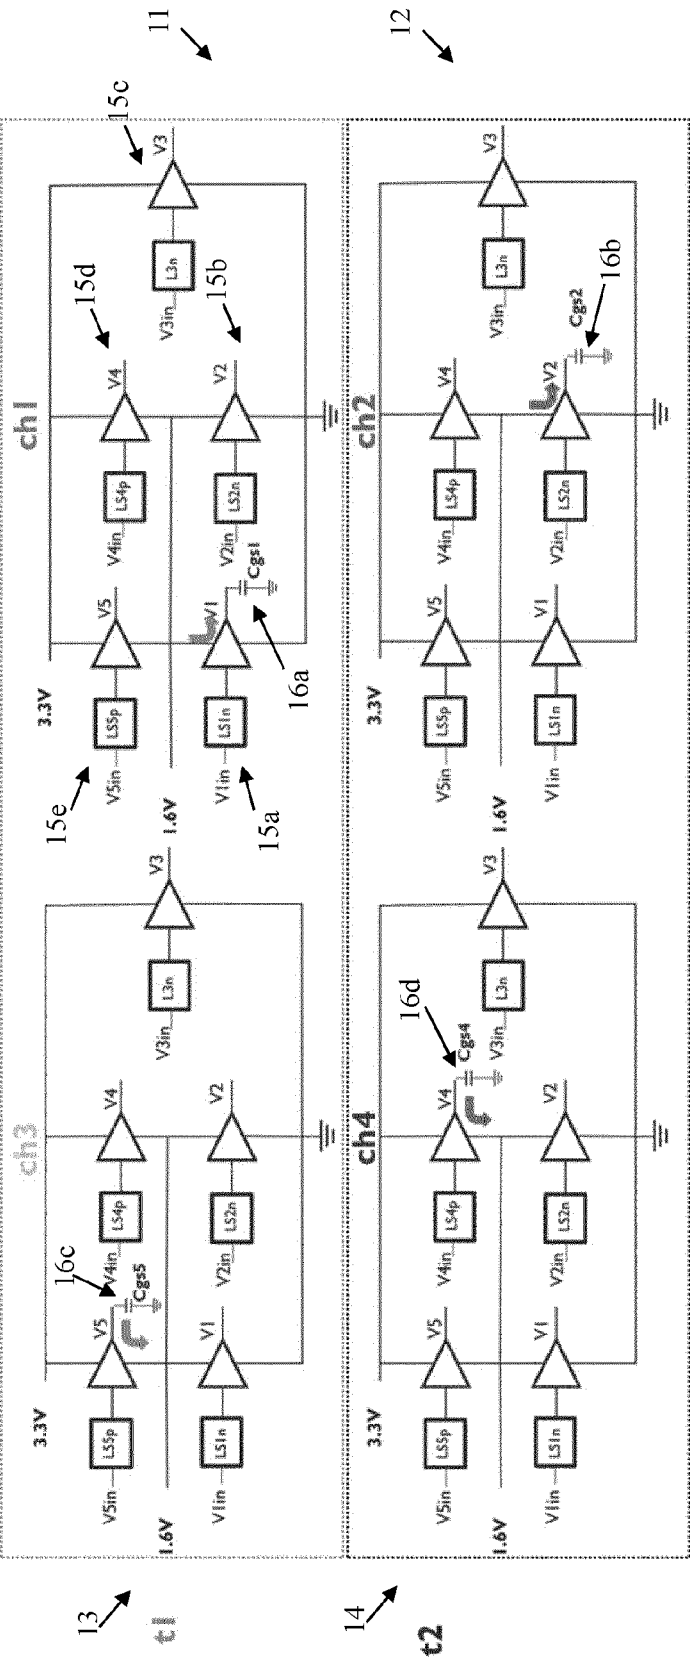 13
t1
ch3
3.3V
16c
V5in
LS5p
V5
Cgs5
V4in
LS4p
V4
V3in
L3n
V3
1.6V
V1in
LS1n
V1
V2in
LS2n
V2
11
ch1
3.3V
15e
V5in
LS5p
V5
15d
V4in
LS4p
V4
15c
V3in
L3n
V3
1.6V
V1in
LS1n
V1
Cgs1
15a
16a
V2in
LS2n
V2
15b
14
t2
ch4
3.3V
V5in
LS5p
V5
V4in
LS4p
V4
Cgs4
16d
V3in
L3n
V3
1.6V
V1in
LS1n
V1
V2in
LS2n
V2
12
ch2
3.3V
V5in
LS5p
V5
V4in
LS4p
V4
V3in
L3n
V3
1.6V
V1in
LS1n
V1
V2in
LS2n
V2
Cgs2
16b